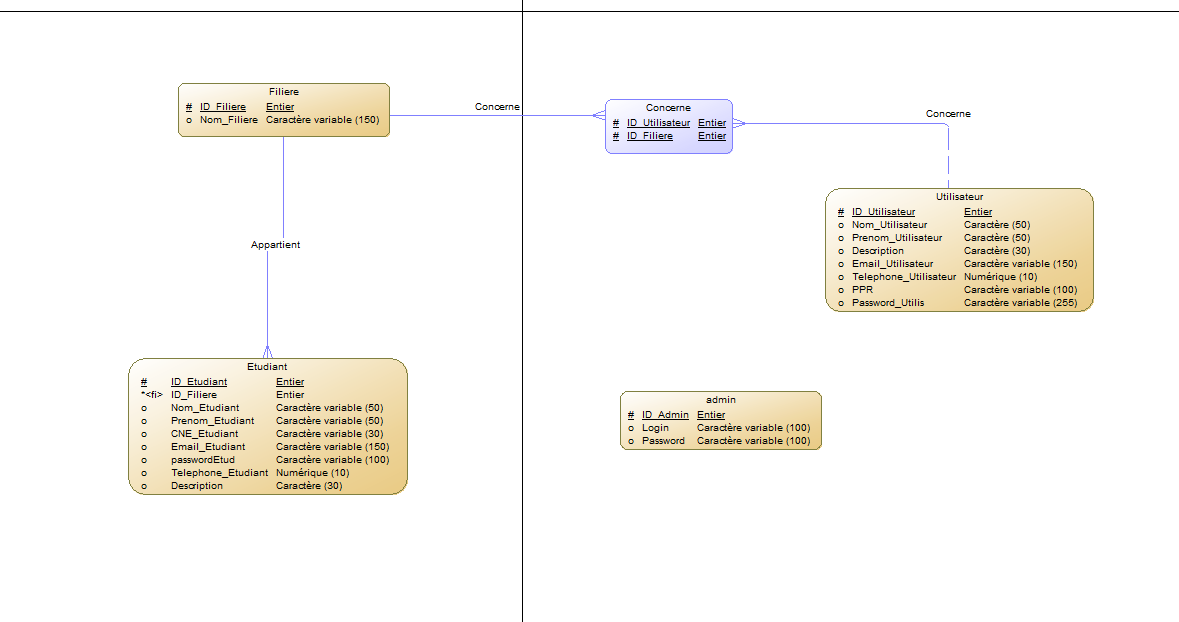 Filiere
# ID_Filiere Entier
o Nom_Filiere Caractère variable (150)
Concerne
Concerne
# ID_Utilisateur Entier
# ID_Filiere Entier
Concerne
Utilisateur
# ID_Utilisateur Entier
o Nom_Utilisateur Caractère (50)
o Prenom_Utilisateur Caractère (50)
o Description Caractère (30)
o Email_Utilisateur Caractère variable (150)
o Telephone_Utilisateur Numérique (10)
o PPR Caractère variable (100)
o Password_Utilis Caractère variable (255)
Appartient
Etudiant
# ID_Etudiant Entier
*<fi> ID_Filiere Entier
o Nom_Etudiant Caractère variable (50)
o Prenom_Etudiant Caractère variable (50)
o CNE_Etudiant Caractère variable (30)
o Email_Etudiant Caractère variable (150)
o passwordEtud Caractère variable (100)
o Telephone_Etudiant Numérique (10)
o Description Caractère (30)
admin
# ID_Admin Entier
o Login Caractère variable (100)
o Password Caractère variable (100)